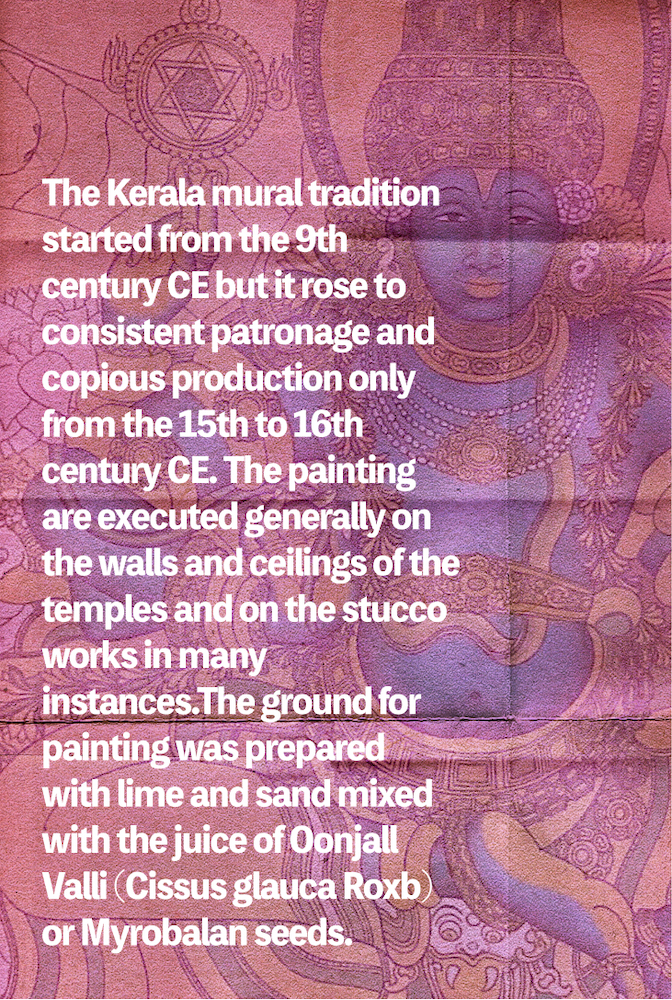 The Kerala mural tradition
started from the 9th
century CE but it rose to
consistent patronage and
copious production only
from the 15th to 16th
century CE. The painting
are executed generally on
the walls and ceilings of the
temples and on the stucco
works in many
instances.The ground for
painting was prepared
with lime and sand mixed
with the juice of Oonjall
Valli (Cissus glauca Roxb)
or Myrobalan seeds.